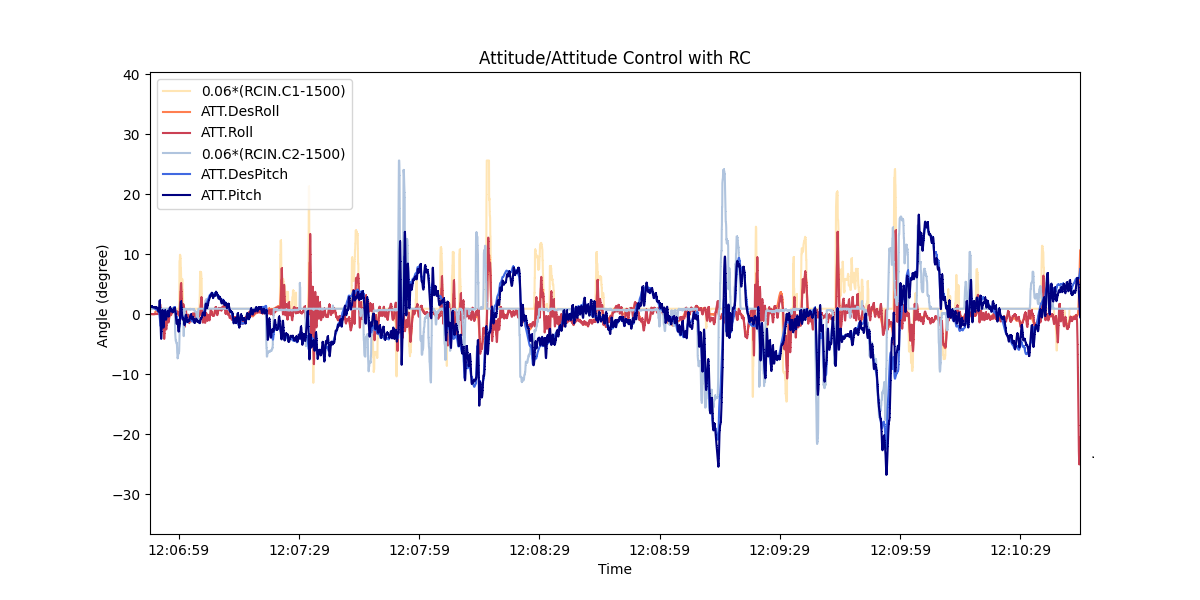 Attitude/Attitude Control with RC
0.06*(RCIN.C1-1500)
ATT.DesRoll
ATT.Roll
0.06*(RCIN.C2-1500)
ATT.DesPitch
ATT.Pitch
Angle (degree)
40
30
20
10
0
−10
−20
−30
12:06:59 12:07:29 12:07:59 12:08:29 12:08:59 12:09:29 12:09:59 12:10:29
Time
.